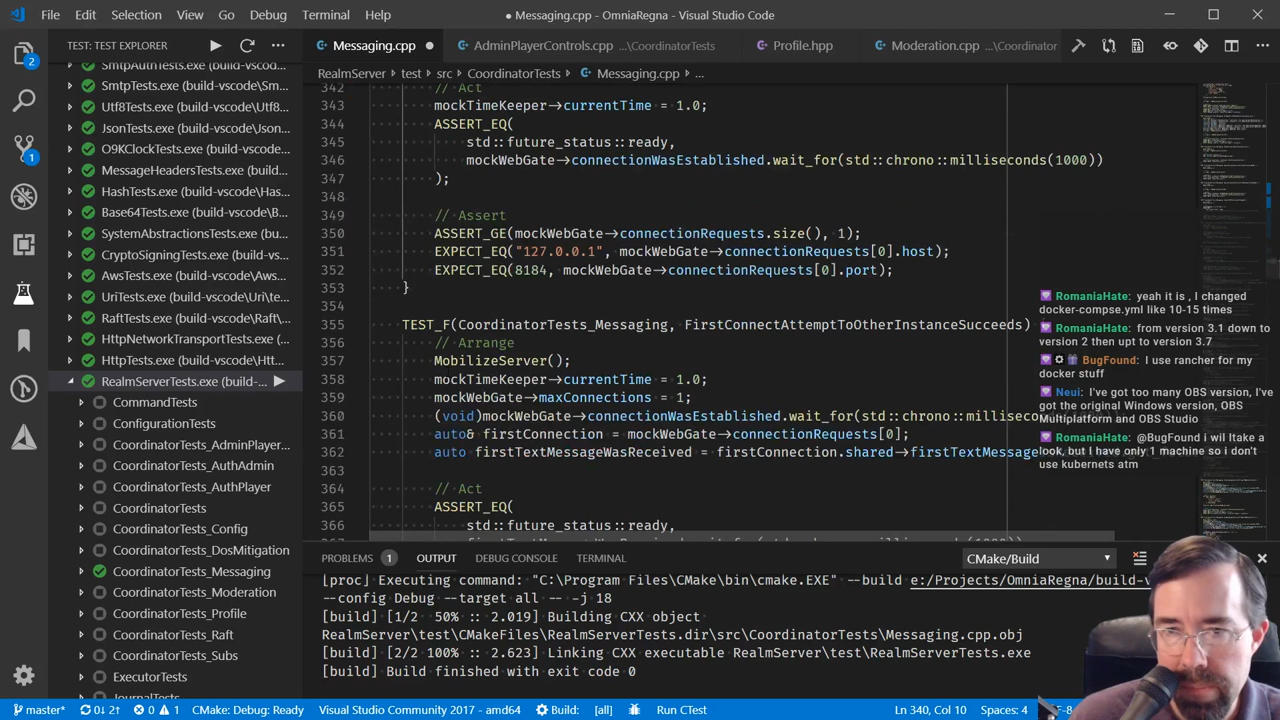 File Edit Selection View Go Debug Terminal Help
● Messaging.cpp - OmniaRegna - Visual Studio Code
TEST: TEST EXPLORER
Messaging.cpp ●
AdminPlayerControls.cpp ...\CoordinatorTests
Profile.hpp
Moderation.cpp ...\Coordinator
RealmServer > test > src > CoordinatorTests > Messaging.cpp > ...
2
1
SmtpAuthTests.exe (build-vscode...
SmtpTests.exe (build-vscode\Sm...
Utf8Tests.exe (build-vscode\Utf8...
JsonTests.exe (build-vscode\Json...
O9KClockTests.exe (build-vscode...
MessageHeadersTests.exe (build...
HashTests.exe (build-vscode\Has...
Base64Tests.exe (build-vscode\B...
SystemAbstractionsTests.exe (build...
CryptoSigningTests.exe (build-v...
AwsTests.exe (build-vscode\Aws...
UriTests.exe (build-vscode\Uri\te...
RaftTests.exe (build-vscode\Raft\...
HttpNetworkTransportTests.exe (...
HttpTests.exe (build-vscode\Htt...
RealmServerTests.exe (build-...
CommandTests
ConfigurationTests
CoordinatorTests_AdminPlayer...
CoordinatorTests_AuthAdmin
CoordinatorTests_AuthPlayer
CoordinatorTests
CoordinatorTests_Config
CoordinatorTests_DosMitigation
CoordinatorTests_Messaging
CoordinatorTests_Moderation
CoordinatorTests_Profile
CoordinatorTests_Raft
CoordinatorTests_Subs
ExecutorTests
JournalTests
342 // Act
343 mockTimeKeeper->currentTime = 1.0;
344 ASSERT_EQ(
345 std::future_status::ready,
346 mockWebGate->connectionWasEstablished.wait_for(std::chrono::milliseconds(1000))
347 );
348
349 // Assert
350 ASSERT_GE(mockWebGate->connectionRequests.size(), 1);
351 EXPECT_EQ("127.0.0.1", mockWebGate->connectionRequests[0].host);
352 EXPECT_EQ(8184, mockWebGate->connectionRequests[0].port);
353 }
354
355 TEST_F(CoordinatorTests_Messaging, FirstConnectAttemptToOtherInstanceSucceeds)
356 // Arrange
357 MobilizeServer();
358 mockTimeKeeper->currentTime = 1.0;
359 mockWebGate->maxConnections = 1;
360 (void)mockWebGate->connectionWasEstablished.wait_for(std::chrono::milliseco
361 auto& firstConnection = mockWebGate->connectionRequests[0];
362 auto firstTextMessageWasReceived = firstConnection.shared->firstTextMessage
363
364 // Act
365 ASSERT_EQ(
366 std::future_status::ready,
RomaniaHate: yeah it is , I changed
docker-compse.yml like 10-15 times
RomaniaHate: from version 3.1 down to
version 2 then upt to version 3.7
BugFound: I use rancher for my
docker stuff
Neui: I've got too many OBS version, I've
got the original Windows version, OBS
Multiplatform and OBS Studio
RomaniaHate: @BugFound i wil ltake a
look, but I have only 1 machine so i don't
use kubernets atm
PROBLEMS 1 OUTPUT DEBUG CONSOLE TERMINAL
CMake/Build
[proc] Executing command: "C:\Program Files\CMake\bin\cmake.EXE" --build e:/Projects/OmniaRegna/build-v
--config Debug --target all -- -j 18
[build] [1/2 50% :: 2.019] Building CXX object
RealmServer\test\CMakeFiles\RealmServerTests.dir\src\CoordinatorTests\Messaging.cpp.obj
[build] [2/2 100% :: 2.623] Linking CXX executable RealmServer\test\RealmServerTests.exe
[build] Build finished with exit code 0
master* 0↓ 2↑ 0 1 CMake: Debug: Ready Visual Studio Community 2017 - amd64 Build: [all] Run CTest Ln 340, Col 10 Spaces: 4